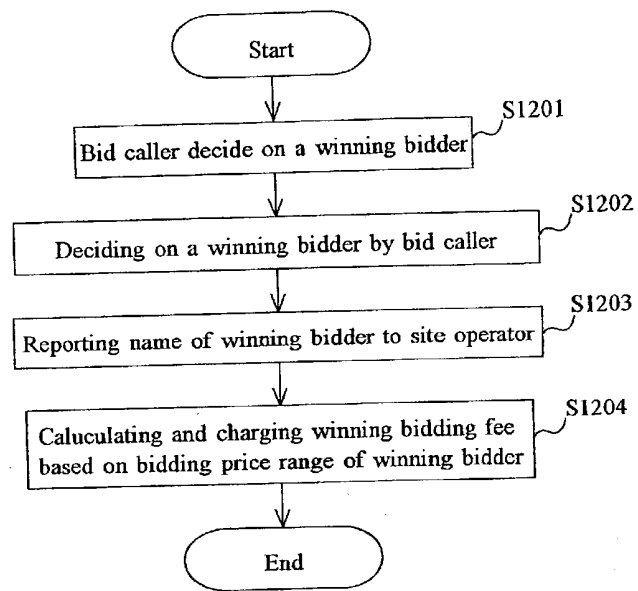 Start
S1201
Bid caller decide on a winning bidder
S1202
Deciding on a winning bidder by bid caller
S1203
Reporting name of winning bidder to site operator
S1204
Caluculating and charging winning bidding fee
based on bidding price range of winning bidder
End